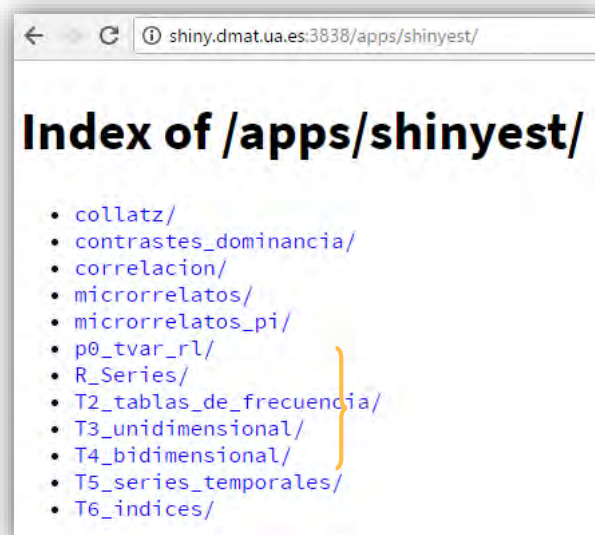 shiny.dmat.ua.es:3838/apps/shinyest/
Index of /apps/shinyest/
collatz/
contrastes_dominancia/
correlacion/
microrrelatos/
microrrelatos_pi/
p0_tvar_rl/
R_Series/
T2_tablas_de_frecuencia/
T3_unidimensional/
T4_bidimensional/
T5_series_temporales/
T6_indices/